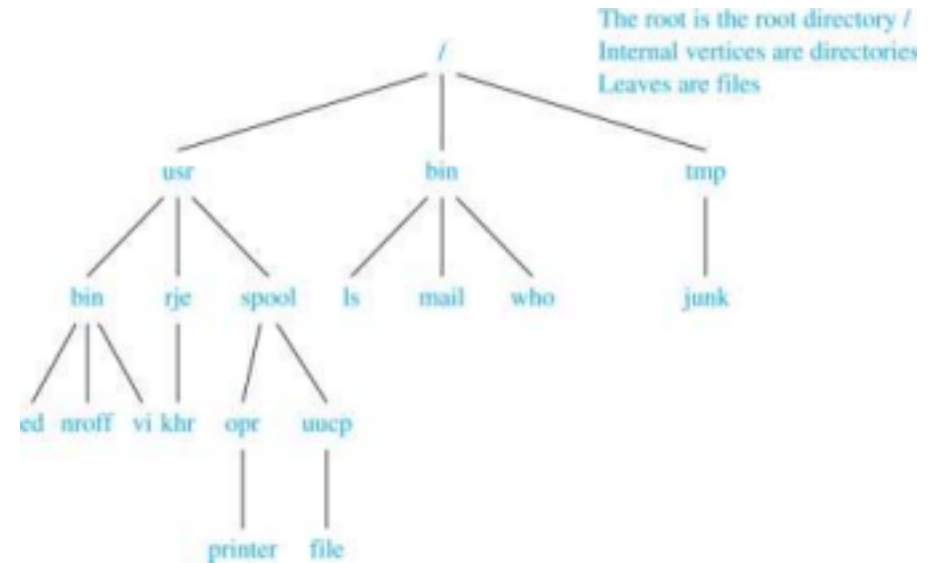 The root is the root directory /
Internal vertices are directories
Leaves are files
/
usr bin tmp
bin rje spool ls mail who junk
ed nroff vi khr opr uucp
printer file